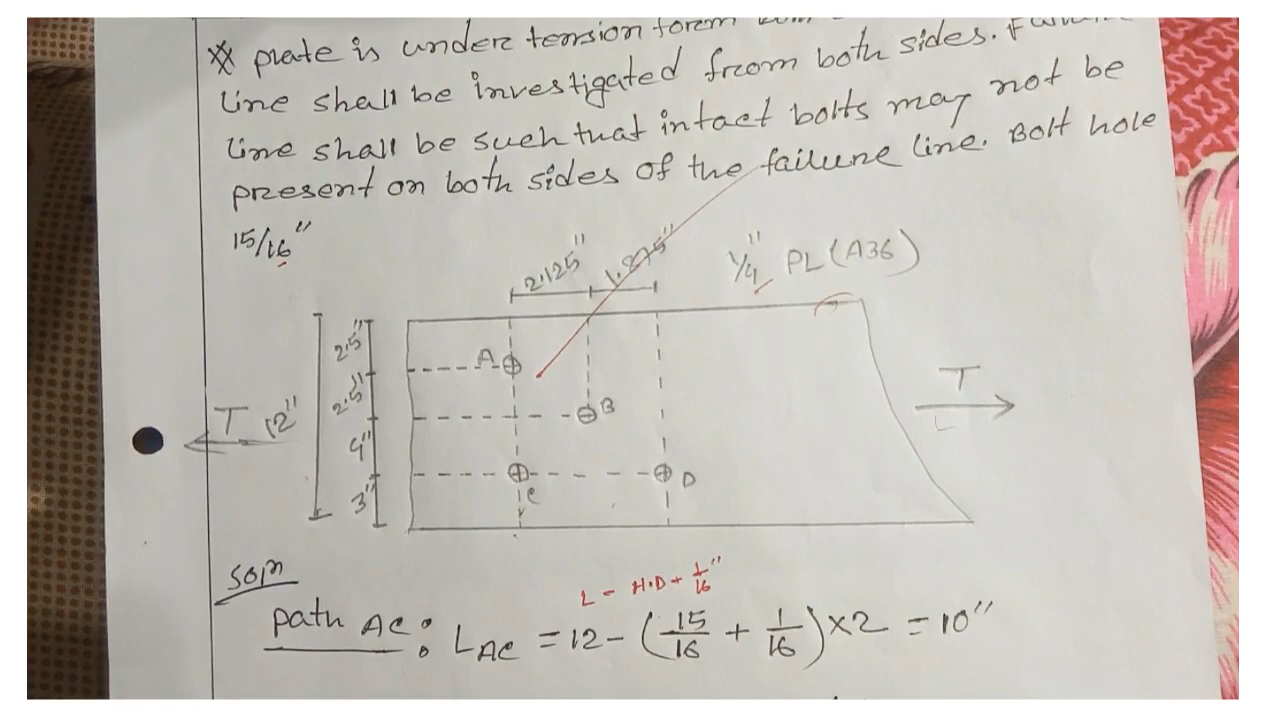 ※ plate is under tension form
line shall be investigated from both sides.
line shall be such that intact bolts may not be
present on both sides of the failure line. Bolt hole
15/16"
2.125" 1.875" 1/4" PL (A36)
2.5"
A
2.5"
T 12" B T
4"
C D
3"
Soln
L - H.D + 1/16"
path AC: L_AC = 12 - (15/16 + 1/16) x 2 = 10"